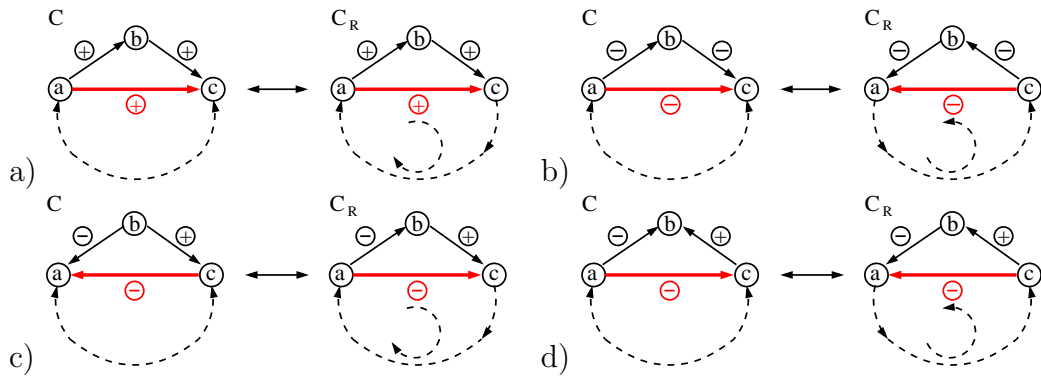 C C_R C C_R
b b b b
⊕ ⊕ ⊕ ⊕ ⊖ ⊖ ⊖ ⊖
a c a c a c a c
⊕ ⊕ ⊖ ⊖
a) b)
C C_R C C_R
b b b b
⊖ ⊕ ⊖ ⊕ ⊖ ⊕ ⊖ ⊕
a c a c a c a c
⊖ ⊖ ⊖ ⊖
c) d)